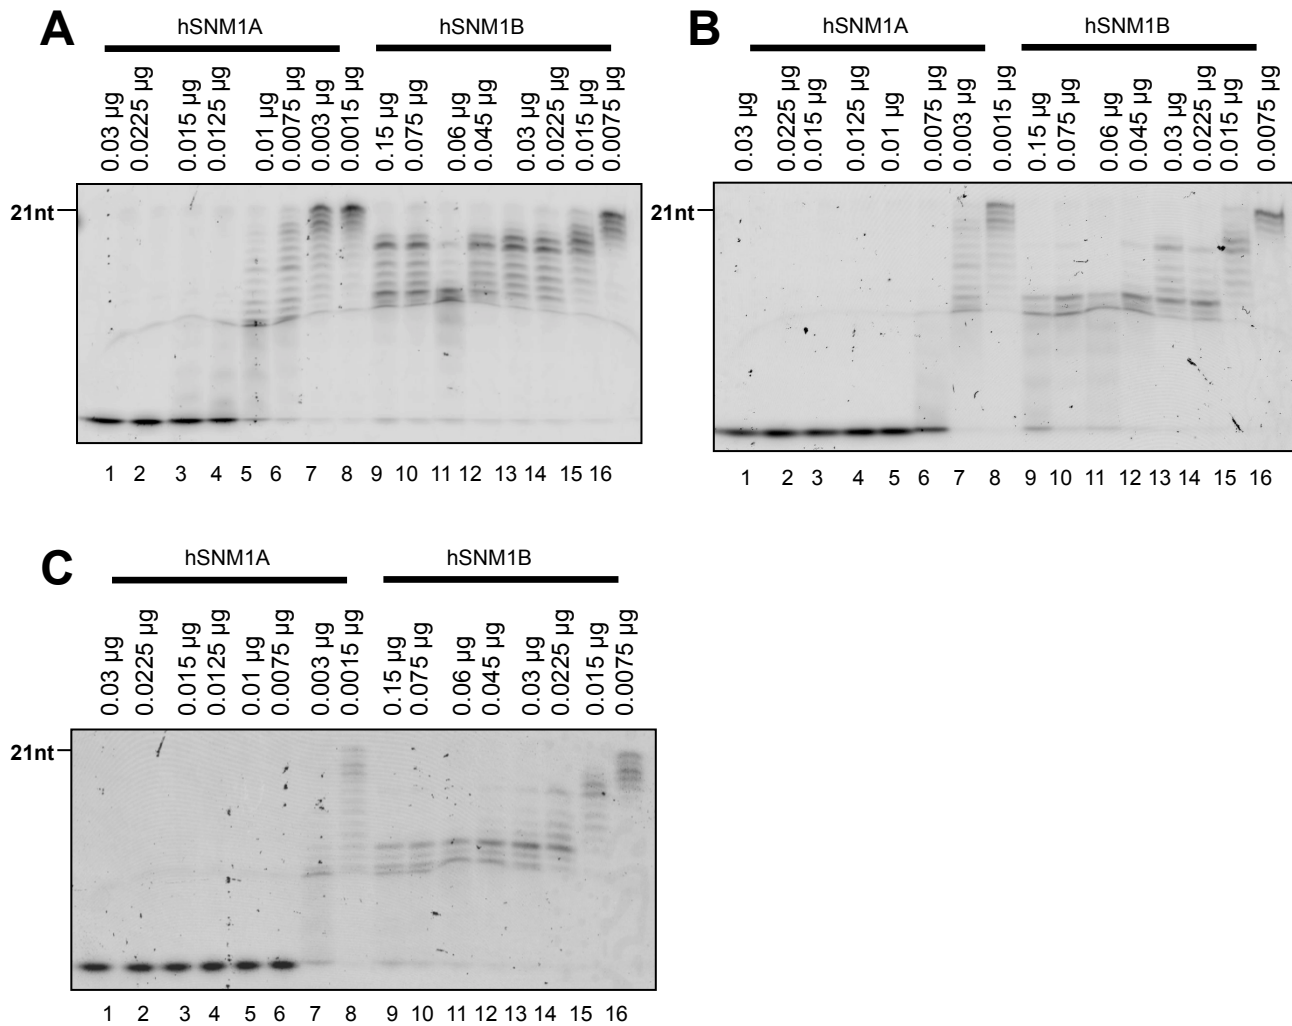 A
hSNM1A hSNM1B
0.03 µg 0.0225 µg 0.015 µg 0.0125 µg 0.01 µg 0.0075 µg 0.003 µg 0.0015 µg 0.15 µg 0.075 µg 0.06 µg 0.045 µg 0.03 µg 0.0225 µg 0.015 µg 0.0075 µg
21nt
1 2 3 4 5 6 7 8 9 10 11 12 13 14 15 16
B
hSNM1A hSNM1B
0.03 µg 0.0225 µg 0.015 µg 0.0125 µg 0.01 µg 0.0075 µg 0.003 µg 0.0015 µg 0.15 µg 0.075 µg 0.06 µg 0.045 µg 0.03 µg 0.0225 µg 0.015 µg 0.0075 µg
21nt
1 2 3 4 5 6 7 8 9 10 11 12 13 14 15 16
C
hSNM1A hSNM1B
0.03 µg 0.0225 µg 0.015 µg 0.0125 µg 0.01 µg 0.0075 µg 0.003 µg 0.0015 µg 0.15 µg 0.075 µg 0.06 µg 0.045 µg 0.03 µg 0.0225 µg 0.015 µg 0.0075 µg
21nt
1 2 3 4 5 6 7 8 9 10 11 12 13 14 15 16